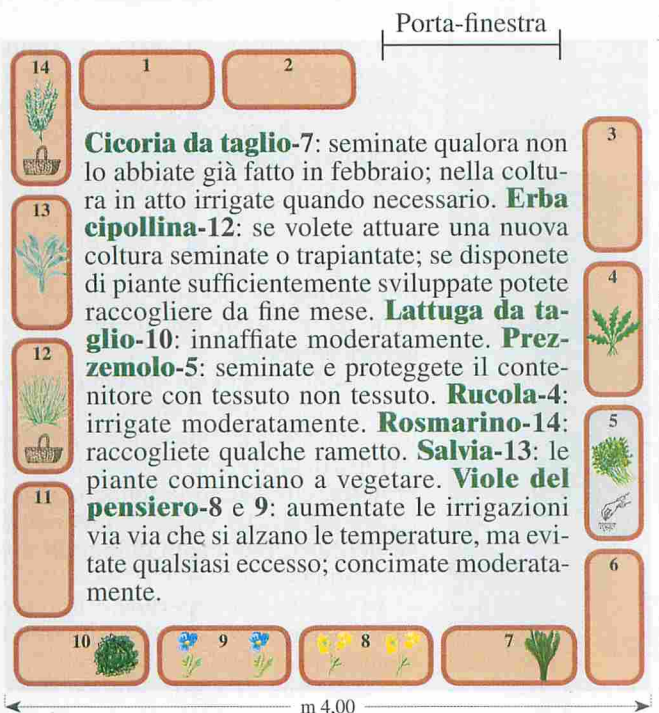 Porta-finestra
14
1
2
3
13
4
12
5
11
6
10
9
8
7
Cicoria da taglio-7: seminate qualora non
lo abbiate già fatto in febbraio; nella coltu-
ra in atto irrigate quando necessario. Erba
cipollina-12: se volete attuare una nuova
coltura seminate o trapiantate; se disponete
di piante sufficientemente sviluppate potete
raccogliere da fine mese. Lattuga da ta-
glio-10: innaffiate moderatamente. Prez-
zemolo-5: seminate e proteggete il conte-
nitore con tessuto non tessuto. Rucola-4:
irrigate moderatamente. Rosmarino-14:
raccogliete qualche rametto. Salvia-13: le
piante cominciano a vegetare. Viole del
pensiero-8 e 9: aumentate le irrigazioni
via via che si alzano le temperature, ma evi-
tate qualsiasi eccesso; concimate moderata-
mente.
m 4,00